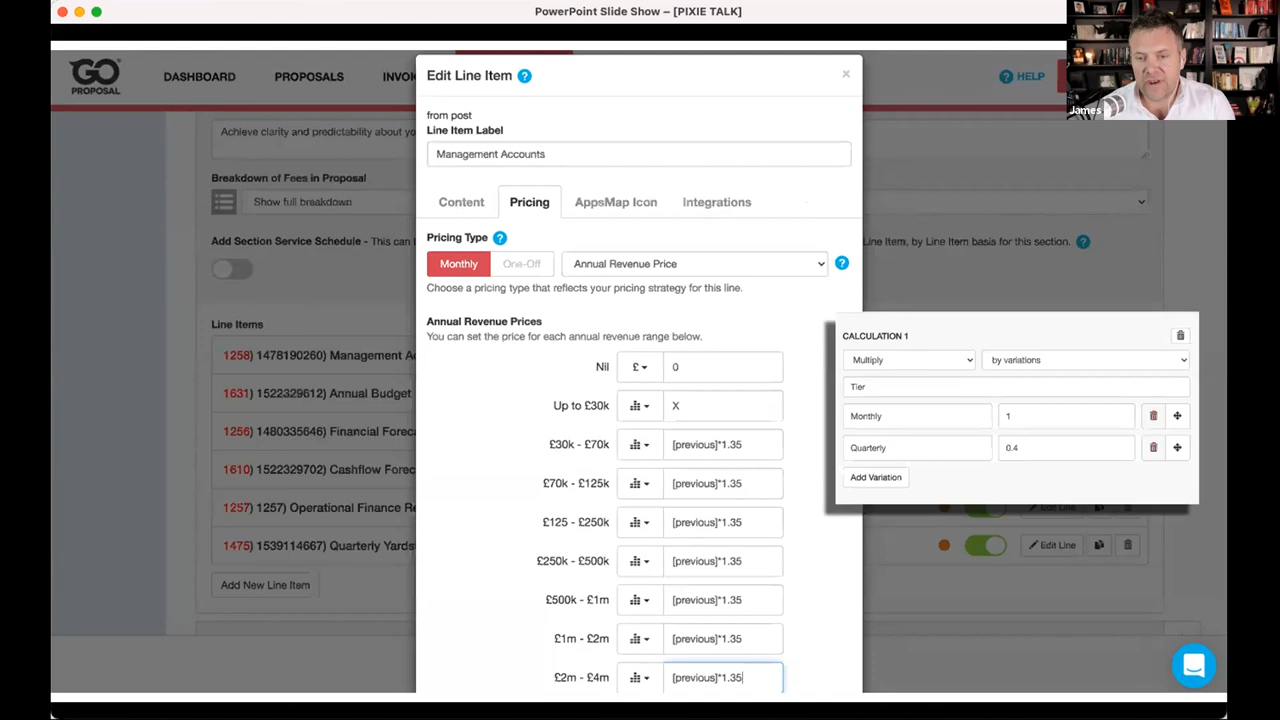 PowerPoint Slide Show – [PIXIE TALK]
GO
PROPOSAL
DASHBOARD
PROPOSALS
INVOI
HELP
James
Edit Line Item ?
×
from post
Line Item Label
Management Accounts
Achieve clarity and predictability about yo
Breakdown of Fees in Proposal
Show full breakdown
Content
Pricing
AppsMap Icon
Integrations
Add Section Service Schedule - This can l
Line Item, by Line Item basis for this section.
Pricing Type ?
Monthly
One-Off
Annual Revenue Price
Choose a pricing type that reflects your pricing strategy for this line.
Annual Revenue Prices
You can set the price for each annual revenue range below.
Nil £ 0
Up to £30k X
£30k - £70k [previous]*1.35
£70k - £125k [previous]*1.35
£125 - £250k [previous]*1.35
£250k - £500k [previous]*1.35
£500k - £1m [previous]*1.35
£1m - £2m [previous]*1.35
£2m - £4m [previous]*1.35
Line Items
1258) 1478190260) Management Ac
1631) 1522329612) Annual Budget
1256) 1480335646) Financial Foreca
1610) 1522329702) Cashflow Forec
1257) 1257) Operational Finance Re
1475) 1539114667) Quarterly Yards
Add New Line Item
Edit Line
Edit Line
CALCULATION 1
Multiply
by variations
Tier
Monthly 1
Quarterly 0.4
Add Variation